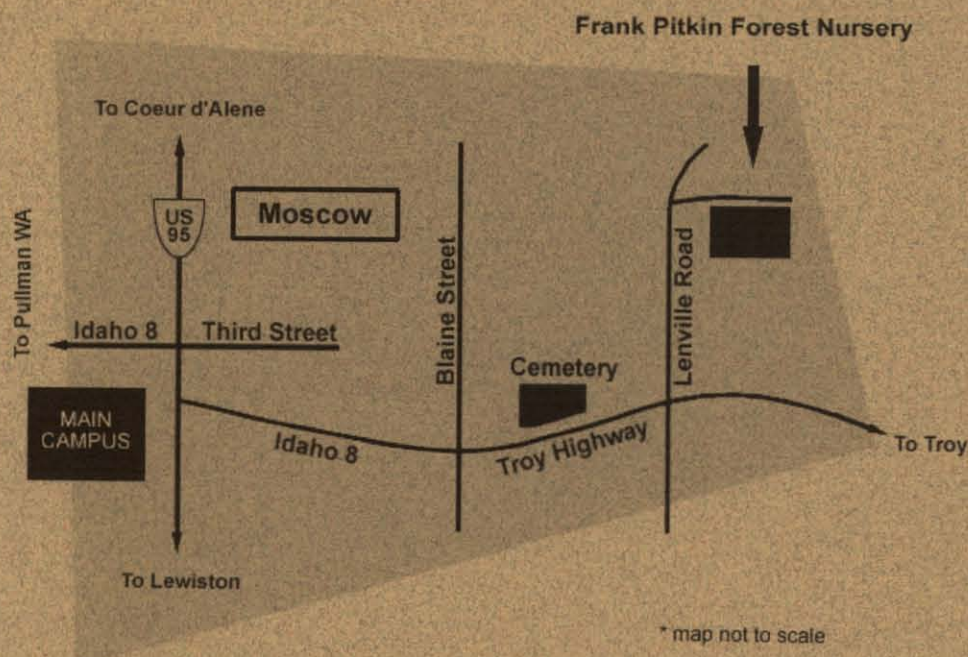 Frank Pitkin Forest Nursery
To Coeur d'Alene
US
95
Moscow
To Pullman WA
Idaho 8
Third Street
Blaine Street
Lenville Road
Cemetery
MAIN
CAMPUS
Idaho 8
Troy Highway
To Troy
To Lewiston
* map not to scale